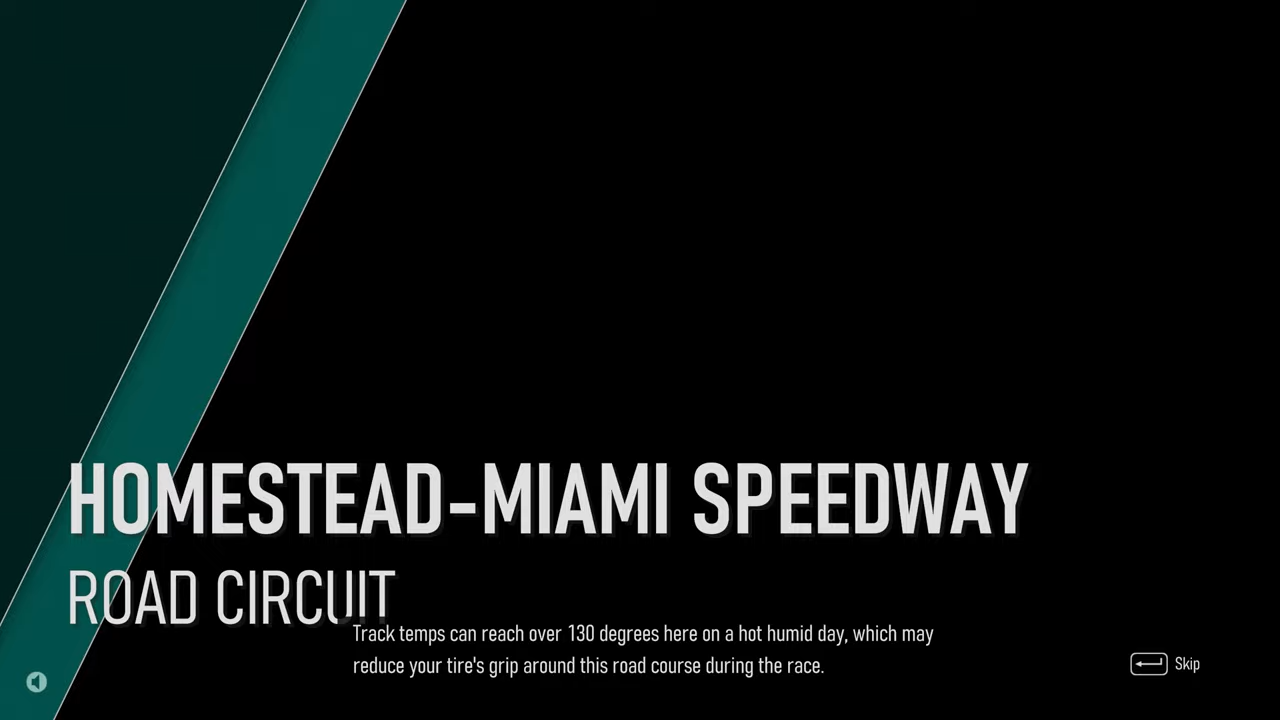 HOMESTEAD-MIAMI SPEEDWAY
ROAD CIRCUIT
Track temps can reach over 130 degrees here on a hot humid day, which may
reduce your tire's grip around this road course during the race.
Skip